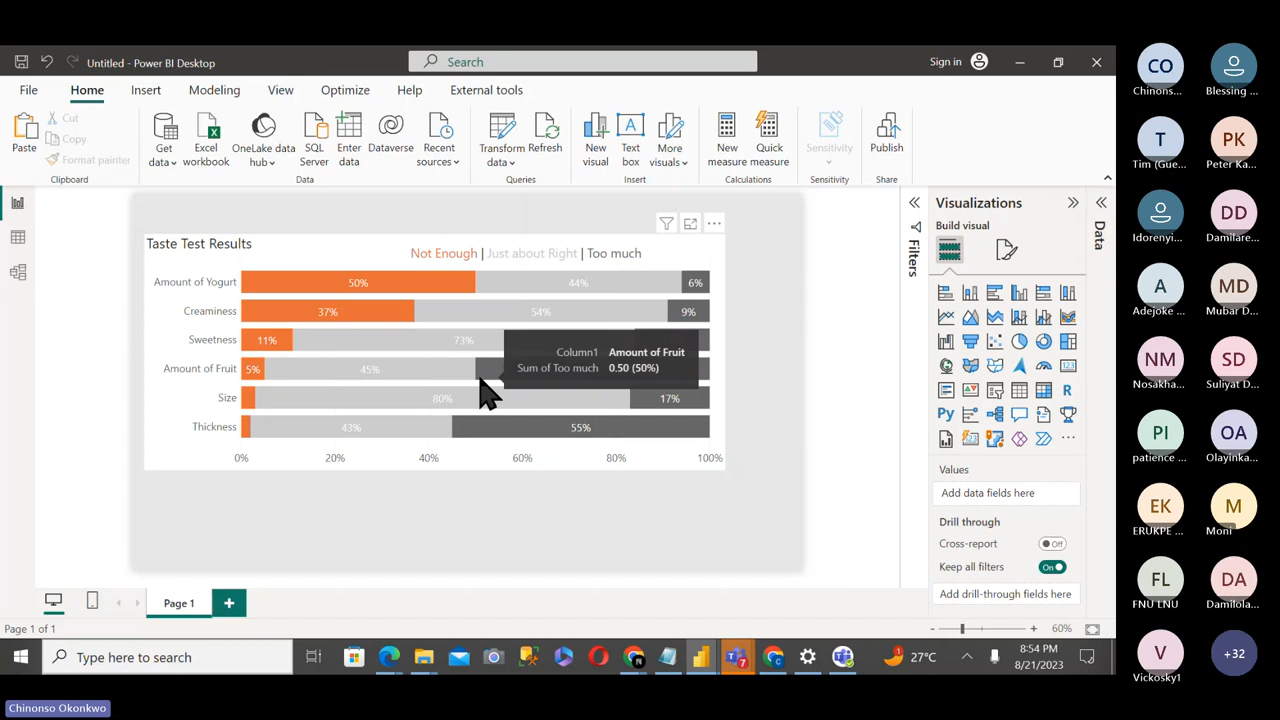 Untitled - Power BI Desktop
Search
Sign in
File Home Insert Modeling View Optimize Help External tools
Paste
Cut
Copy
Format painter
Clipboard
Get data
Excel workbook
OneLake data hub
SQL Server
Enter data
Dataverse
Recent sources
Data
Transform data
Refresh
Queries
New visual
Text box
More visuals
Insert
New measure
Quick measure
Calculations
Sensitivity
Sensitivity
Publish
Share
Taste Test Results
Not Enough | Just about Right | Too much
Amount of Yogurt 50% 44% 6%
Creaminess 37% 54% 9%
Sweetness 11% 73%
Amount of Fruit 5% 45%
Column1 Amount of Fruit
Sum of Too much 0.50 (50%)
Size 80% 17%
Thickness 43% 55%
0% 20% 40% 60% 80% 100%
Filters
Visualizations
Build visual
Data
R
Py
123
Values
Add data fields here
Drill through
Cross-report Off
Keep all filters On
Add drill-through fields here
Page 1
Page 1 of 1
- + 60%
Type here to search
N
7
1
27°C
8:54 PM
8/21/2023
CO
Chinons...
Blessing ...
T
Tim (Gue...
PK
Peter Ka...
Idorenyi...
DD
Damilare...
A
Adejoke ...
MD
Mubar D...
NM
Nosakha...
SD
Suliyat D...
PI
patience ...
OA
Olayinka...
EK
ERUKPE ...
M
Moni
FL
FNU LNU
DA
Damilola...
V
Vickosky1
+32
Chinonso Okonkwo